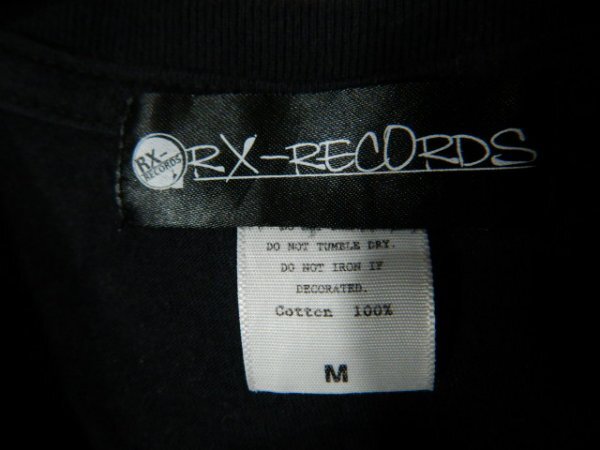 RX-
RECORDS
RX-RECORDS
DO NOT TUMBLE DRY.
DO NOT IRON IF
DECORATED.
Cotton 100%
M